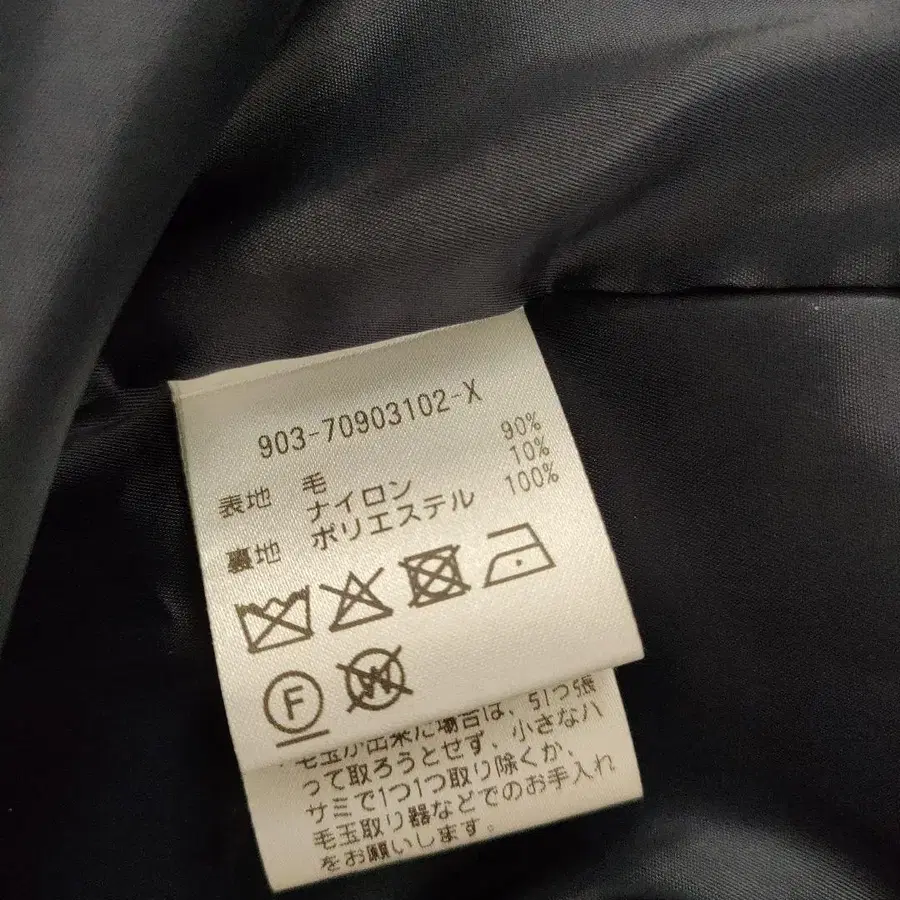 903-70903102-X
表地 毛 90%
ナイロン 10%
裏地 ポリエステル 100%
F
W
毛玉が出来た場合は、引っ張
って取ろうとせず、小さなハ
サミで1つ1つ取り除くか、
毛玉取り器などでのお手入れ
をお願いします。